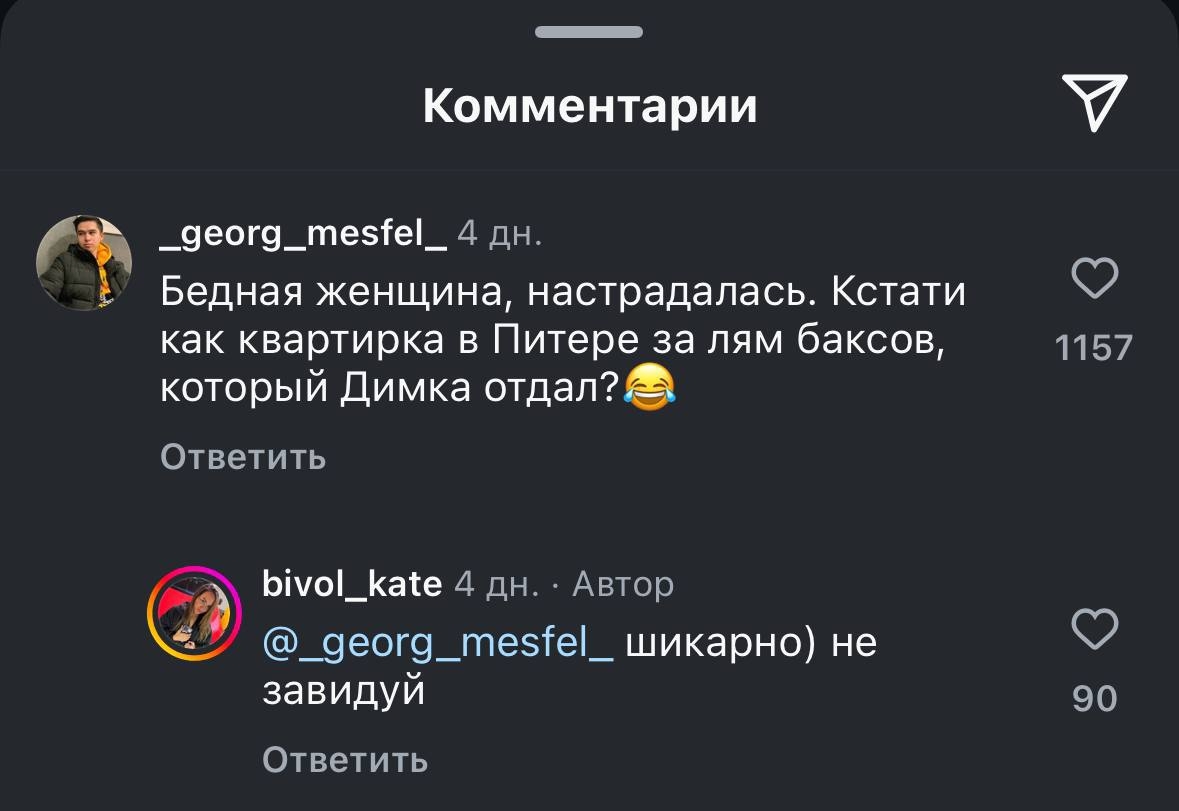 Комментарии
_georg_mesfel_ 4 дн.
Бедная женщина, настрадалась. Кстати
как квартирка в Питере за лям баксов,
который Димка отдал?😂
1157
Ответить
bivol_kate 4 дн. · Автор
@_georg_mesfel_ шикарно) не
завидуй
90
Ответить